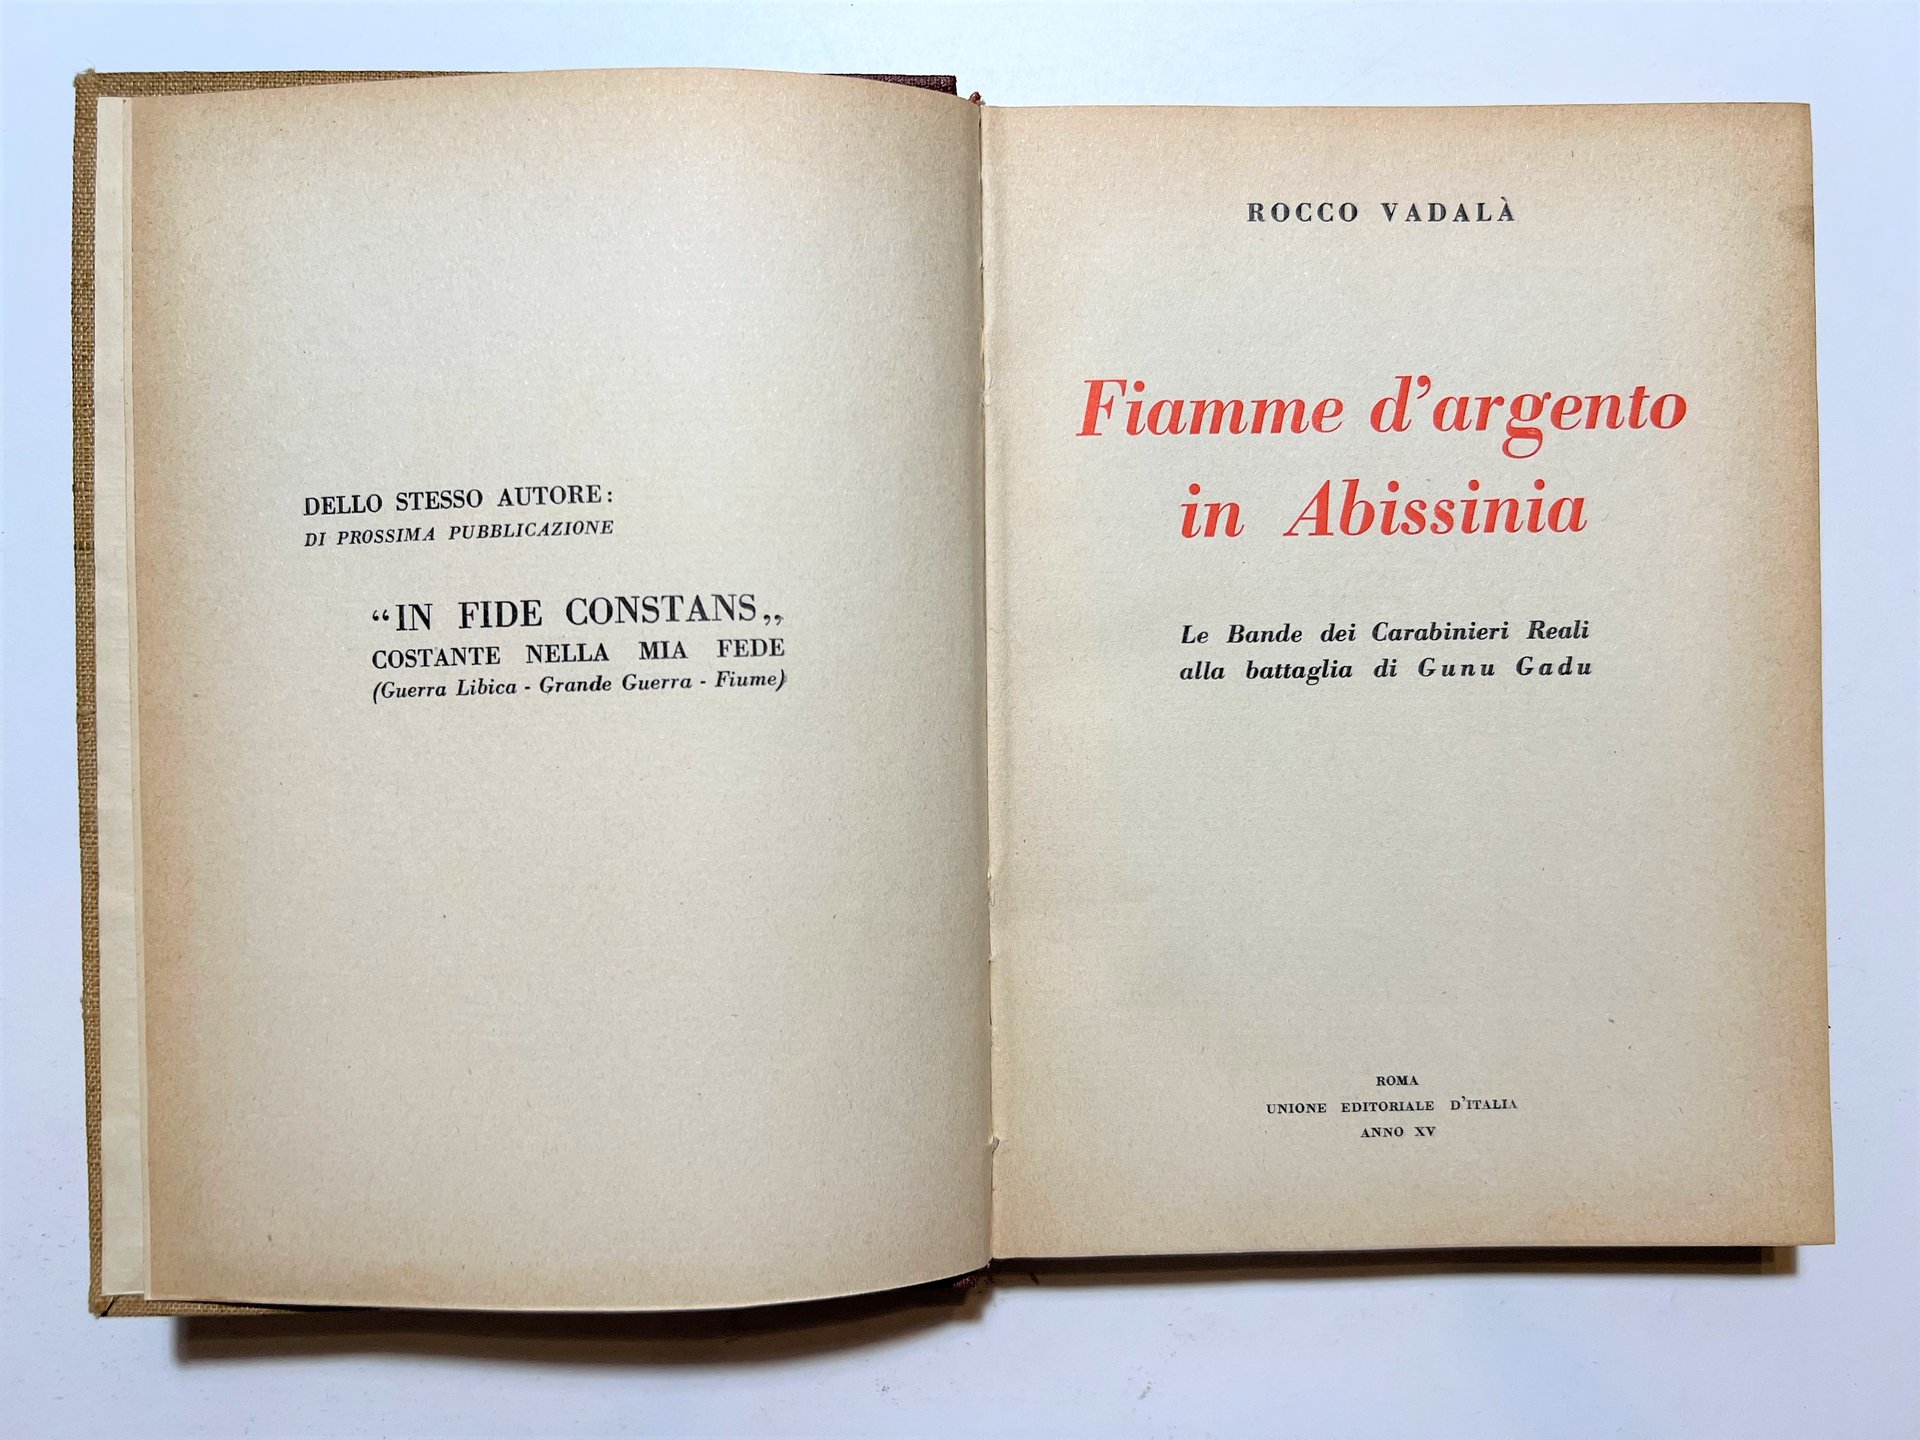 DELLO STESSO AUTORE:
DI PROSSIMA PUBBLICAZIONE
“IN FIDE CONSTANS„
COSTANTE NELLA MIA FEDE
(Guerra Libica - Grande Guerra - Fiume)
ROCCO VADALÀ
Fiamme d’argento
in Abissinia
Le Bande dei Carabinieri Reali
alla battaglia di Gunu Gadu
ROMA
UNIONE EDITORIALE D’ITALIA
ANNO XV